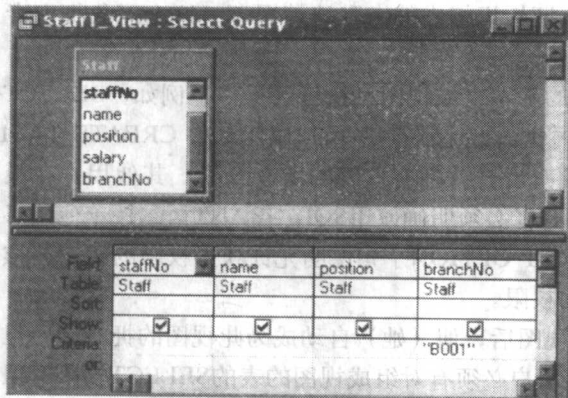 Staff1_View : Select Query
Staff
staffNo
name
position
salary
branchNo
Field: staffNo name position branchNo
Table: Staff Staff Staff Staff
Sort:
Show:
Criteria: "B001"
or: